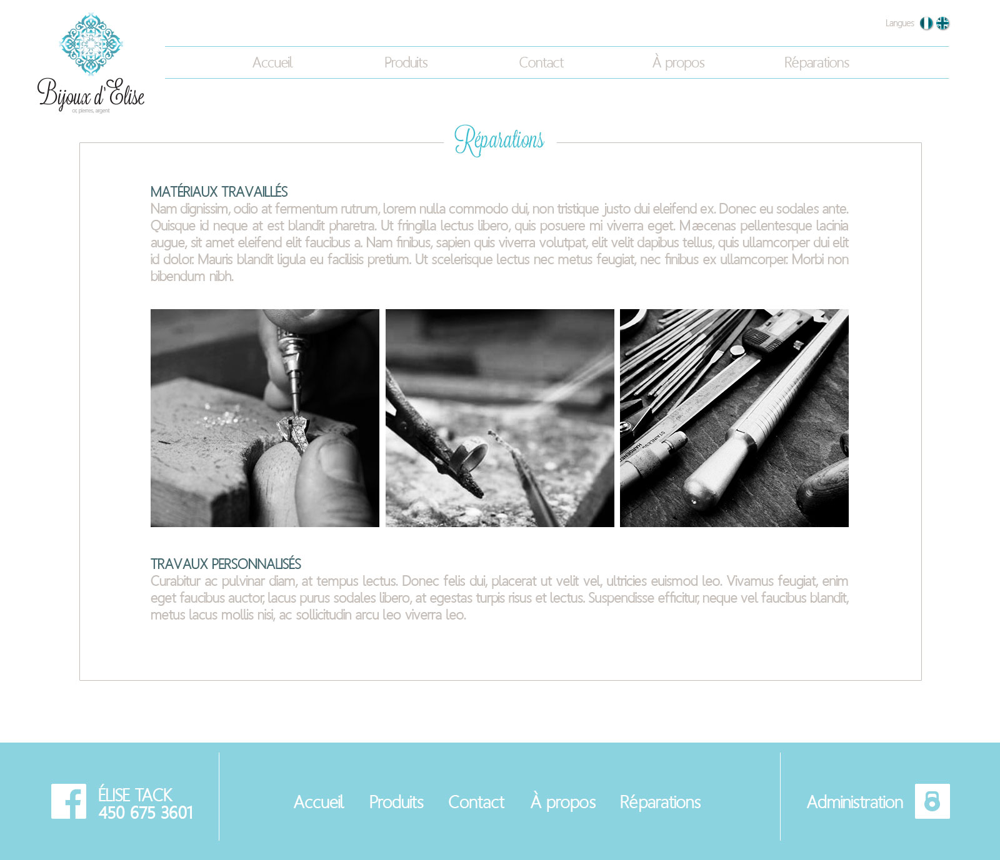 Langues
Accueil Produits Contact À propos Réparations
Bijoux d'Elise
or, pierres, argent
Réparations
MATÉRIAUX TRAVAILLÉS
Nam dignissim, odio at fermentum rutrum, lorem nulla commodo dui, non tristique justo dui eleifend ex. Donec eu sodales ante.
Quisque id neque at est blandit pharetra. Ut fringilla lectus libero, quis posuere mi viverra eget. Mæcenas pellentesque lacinia
augue, sit amet eleifend elit faucibus a. Nam finibus, sapien quis viverra volutpat, elit velit dapibus tellus, quis ullamcorper dui elit
id dolor. Mauris blandit ligula eu facilisis pretium. Ut scelerisque lectus nec metus feugiat, nec finibus ex ullamcorper. Morbi non
bibendum nibh.
STAINLESS
HARDENED
TRAVAUX PERSONNALISÉS
Curabitur ac pulvinar diam, at tempus lectus. Donec felis dui, placerat ut velit vel, ultricies euismod leo. Vivamus feugiat, enim
eget faucibus auctor, lacus purus sodales libero, at egestas turpis risus et lectus. Suspendisse efficitur, neque vel faucibus blandit,
metus lacus mollis nisi, ac sollicitudin arcu leo viverra leo.
ÉLISE TACK
450 675 3601
Accueil Produits Contact À propos Réparations
Administration